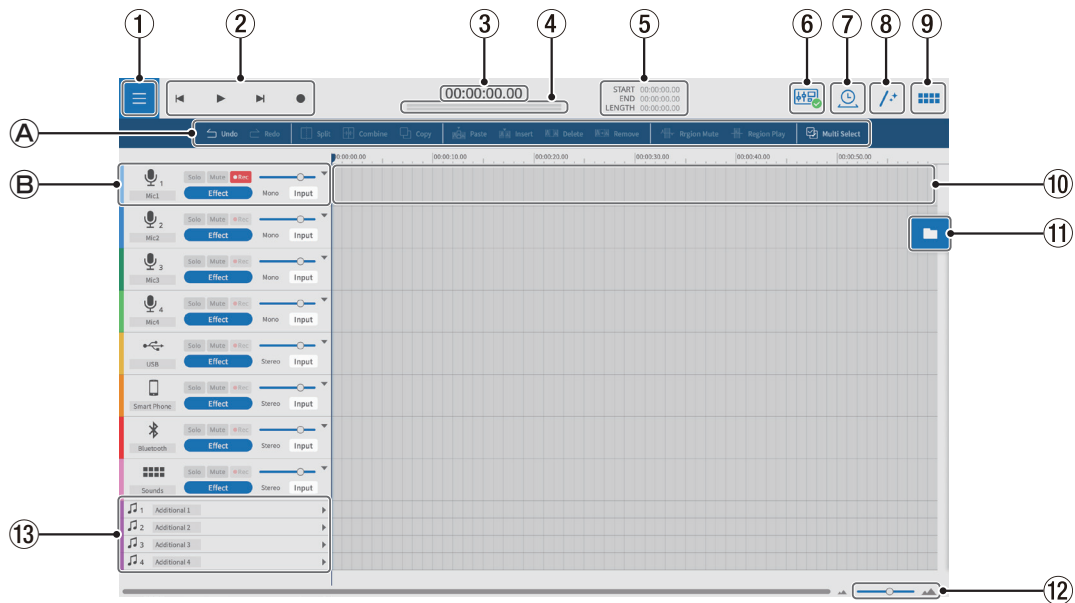 1 2 3 4 5 6 7 8 9
00:00:00.00
START 00:00:00.00
END 00:00:00.00
LENGTH 00:00:00.00
A Undo Redo Split Combine Copy Paste Insert Delete Remove Rrgion Mute Region Play Multi Select
00:00:00.00 00:00:10.00 00:00:20.00 00:00:30.00 00:00:40.00 00:00:50.00
B 1 Solo Mute Rec 10
Mic1 Effect Mono Input
2 Solo Mute Rec 11
Mic2 Effect Mono Input
3 Solo Mute Rec
Mic3 Effect Mono Input
4 Solo Mute Rec
Mic4 Effect Mono Input
Solo Mute Rec
USB Effect Stereo Input
Solo Mute Rec
Smart Phone Effect Stereo Input
Solo Mute Rec
Bluetooth Effect Stereo Input
Solo Mute Rec
Sounds Effect Stereo Input
1 Additional 1
13 2 Additional 2
3 Additional 3
4 Additional 4
12